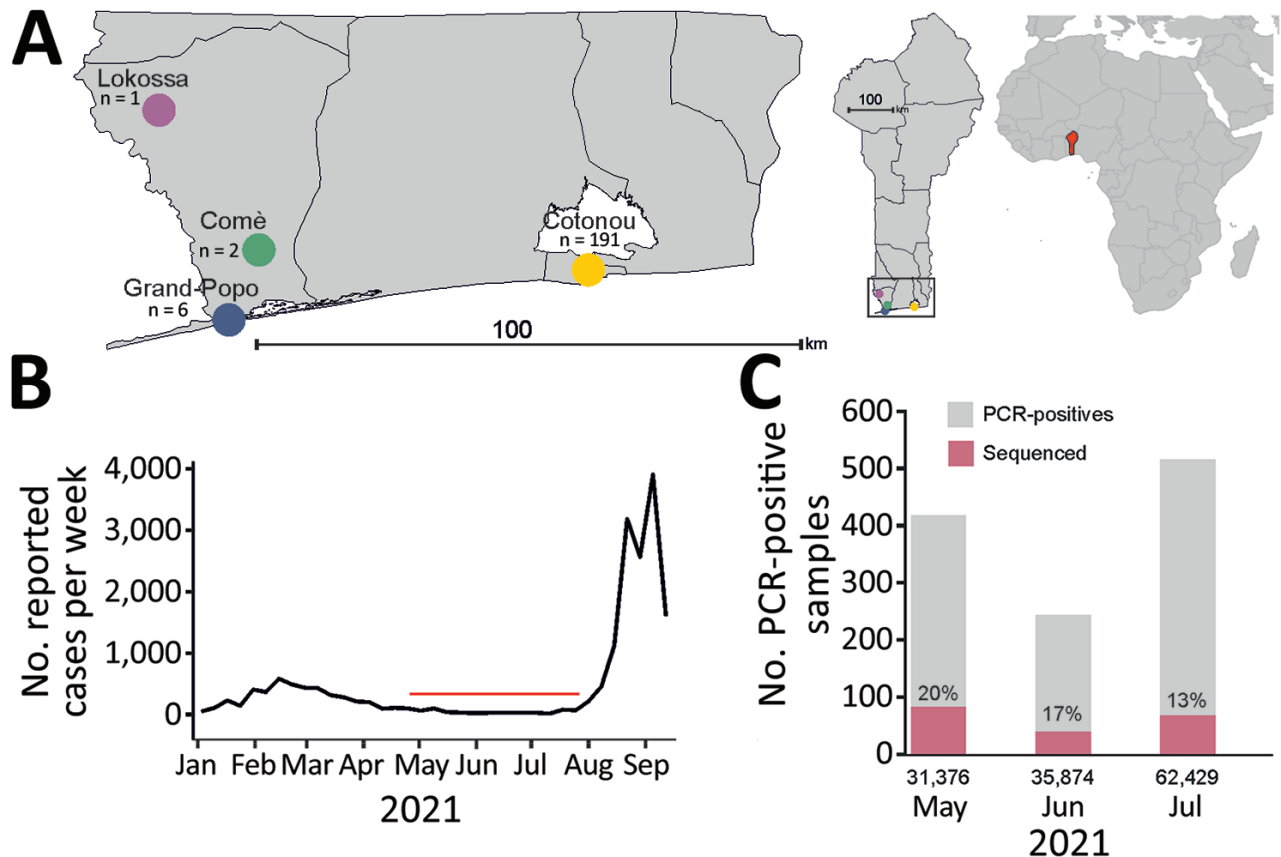 A
Lokossa
n = 1
Comè
n = 2
Grand-Popo
n = 6
Cotonou
n = 191
100
km
100
km
B
No. reported
cases per week
4,000
3,000
2,000
1,000
0
Jan Feb Mar Apr May Jun Jul Aug Sep
2021
C
No. PCR-positive
samples
600
500
400
300
200
100
0
PCR-positives
Sequenced
20%
17%
13%
31,376 35,874 62,429
May Jun Jul
2021